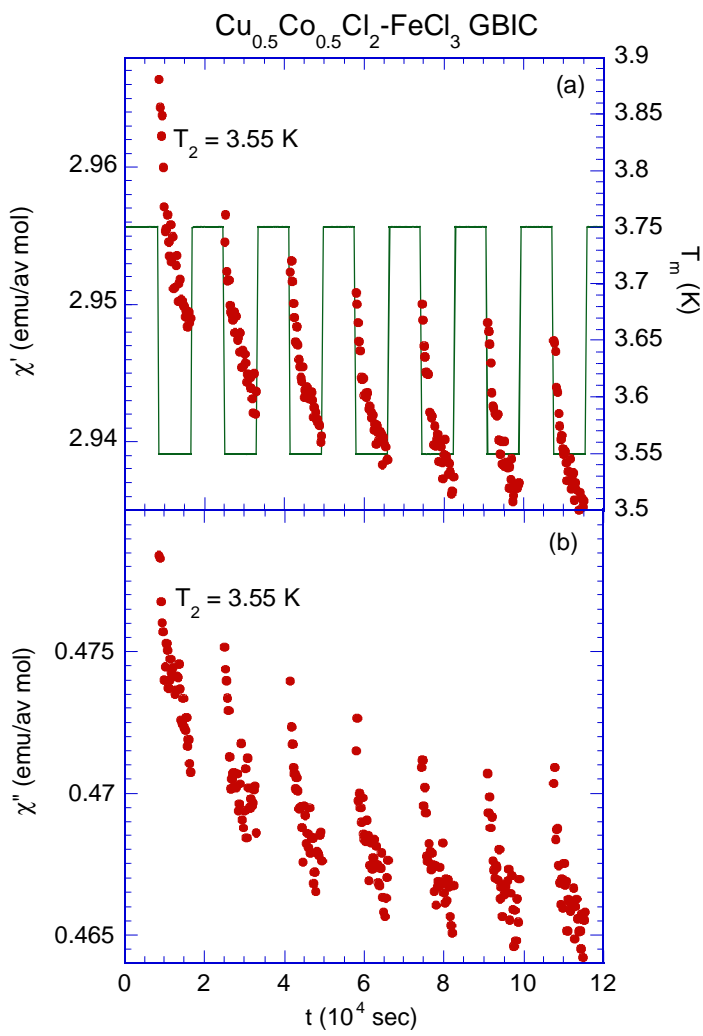 Cu0.5Co0.5Cl2-FeCl3 GBIC
(a)
T2 = 3.55 K
χ' (emu/av mol)
2.96
2.95
2.94
3.9
3.85
3.8
3.75
3.7
3.65
3.6
3.55
3.5
Tm (K)
(b)
T2 = 3.55 K
χ" (emu/av mol)
0.475
0.47
0.465
0 2 4 6 8 10 12
t (10^4 sec)